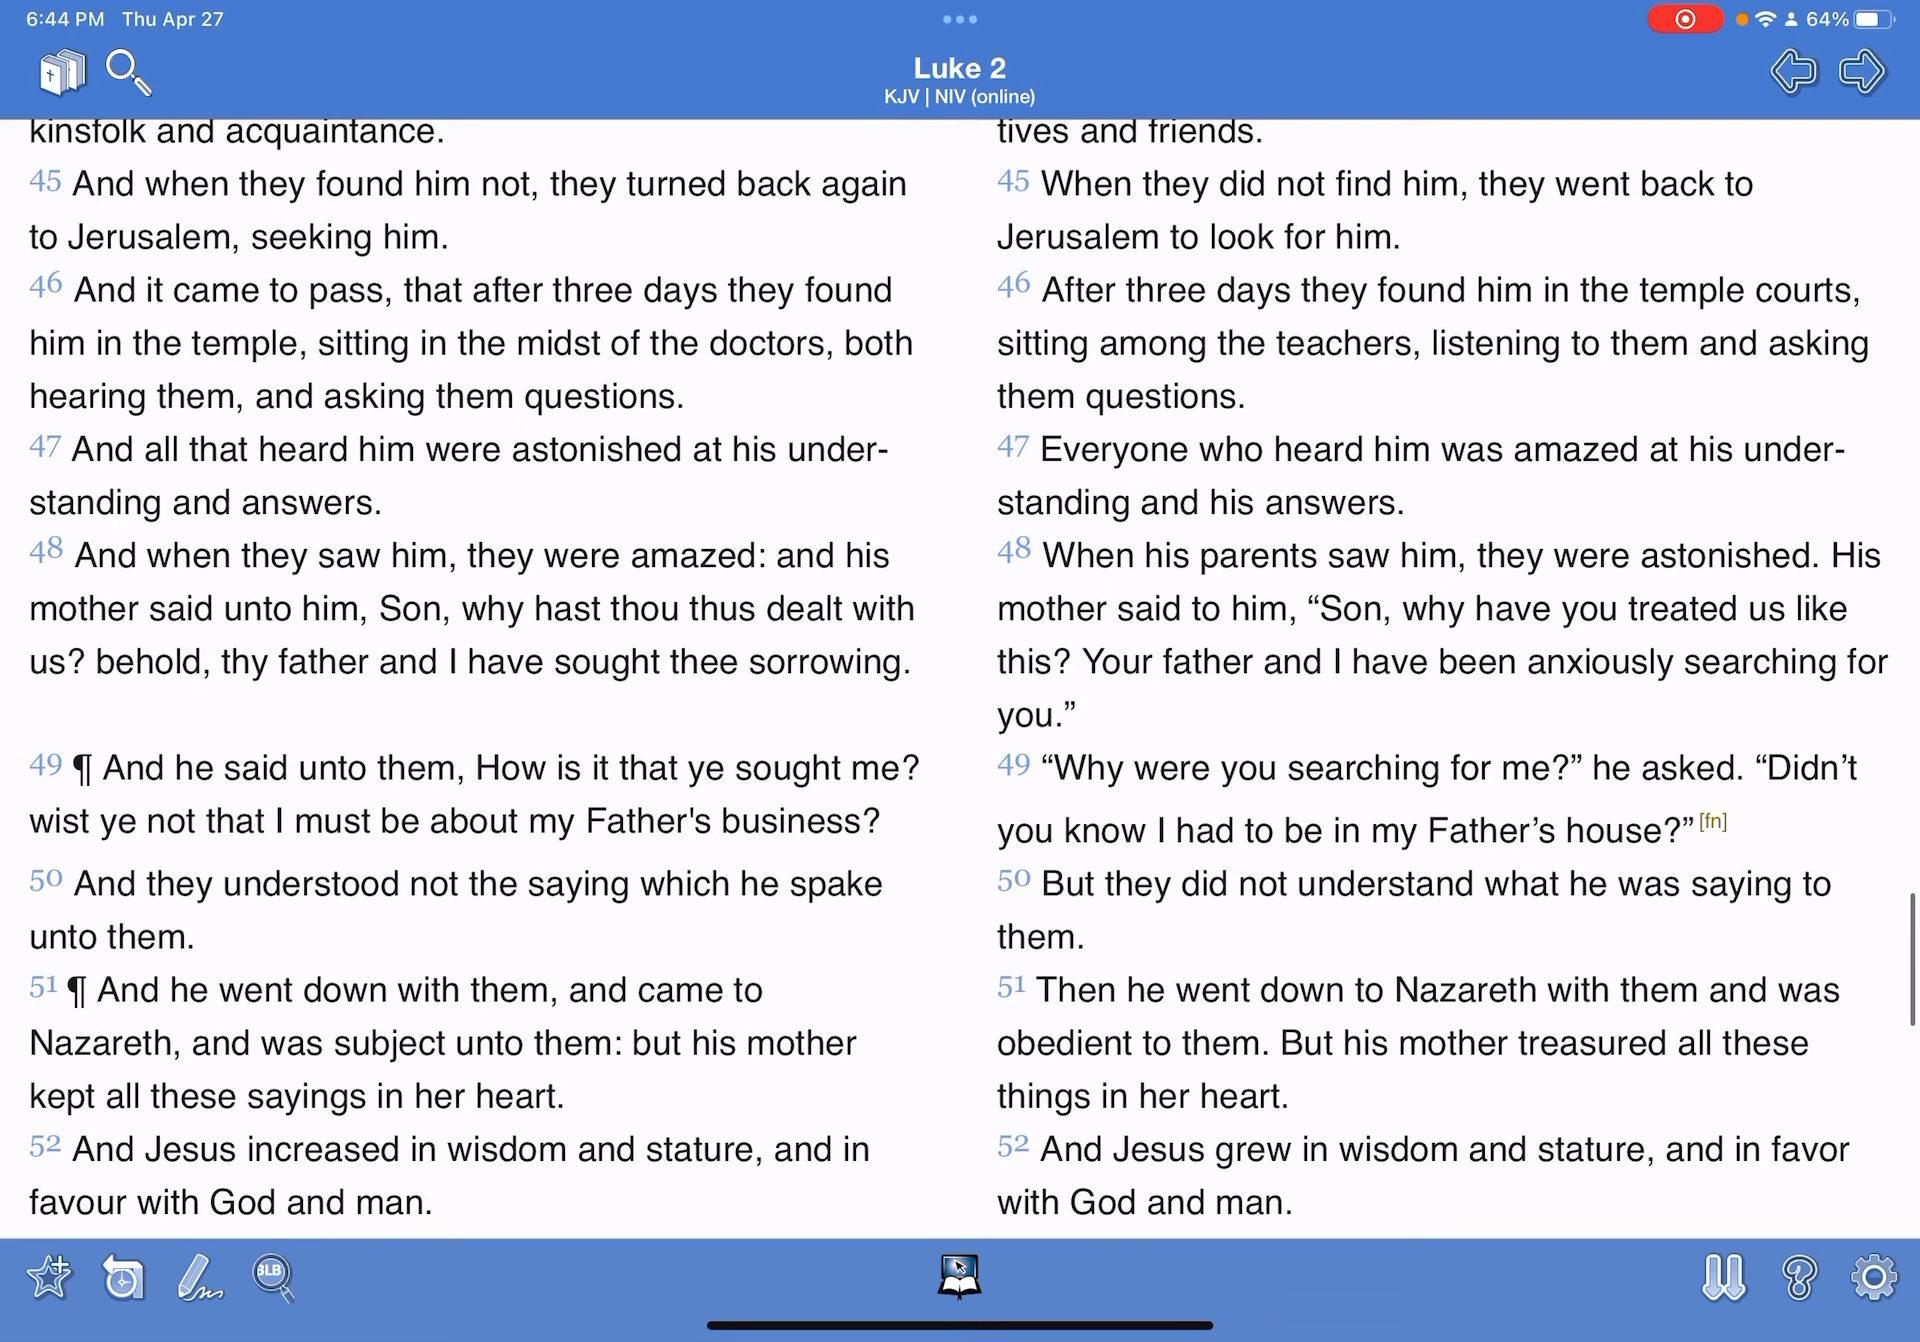 6:44 PM Thu Apr 27
64%
Luke 2
KJV | NIV (online)
kinsfolk and acquaintance.
45 And when they found him not, they turned back again
to Jerusalem, seeking him.
46 And it came to pass, that after three days they found
him in the temple, sitting in the midst of the doctors, both
hearing them, and asking them questions.
47 And all that heard him were astonished at his under-
standing and answers.
48 And when they saw him, they were amazed: and his
mother said unto him, Son, why hast thou thus dealt with
us? behold, thy father and I have sought thee sorrowing.
49 ¶ And he said unto them, How is it that ye sought me?
wist ye not that I must be about my Father's business?
50 And they understood not the saying which he spake
unto them.
51 ¶ And he went down with them, and came to
Nazareth, and was subject unto them: but his mother
kept all these sayings in her heart.
52 And Jesus increased in wisdom and stature, and in
favour with God and man.
tives and friends.
45 When they did not find him, they went back to
Jerusalem to look for him.
46 After three days they found him in the temple courts,
sitting among the teachers, listening to them and asking
them questions.
47 Everyone who heard him was amazed at his under-
standing and his answers.
48 When his parents saw him, they were astonished. His
mother said to him, “Son, why have you treated us like
this? Your father and I have been anxiously searching for
you.”
49 “Why were you searching for me?” he asked. “Didn’t
you know I had to be in my Father’s house?” [fn]
50 But they did not understand what he was saying to
them.
51 Then he went down to Nazareth with them and was
obedient to them. But his mother treasured all these
things in her heart.
52 And Jesus grew in wisdom and stature, and in favor
with God and man.
BLB